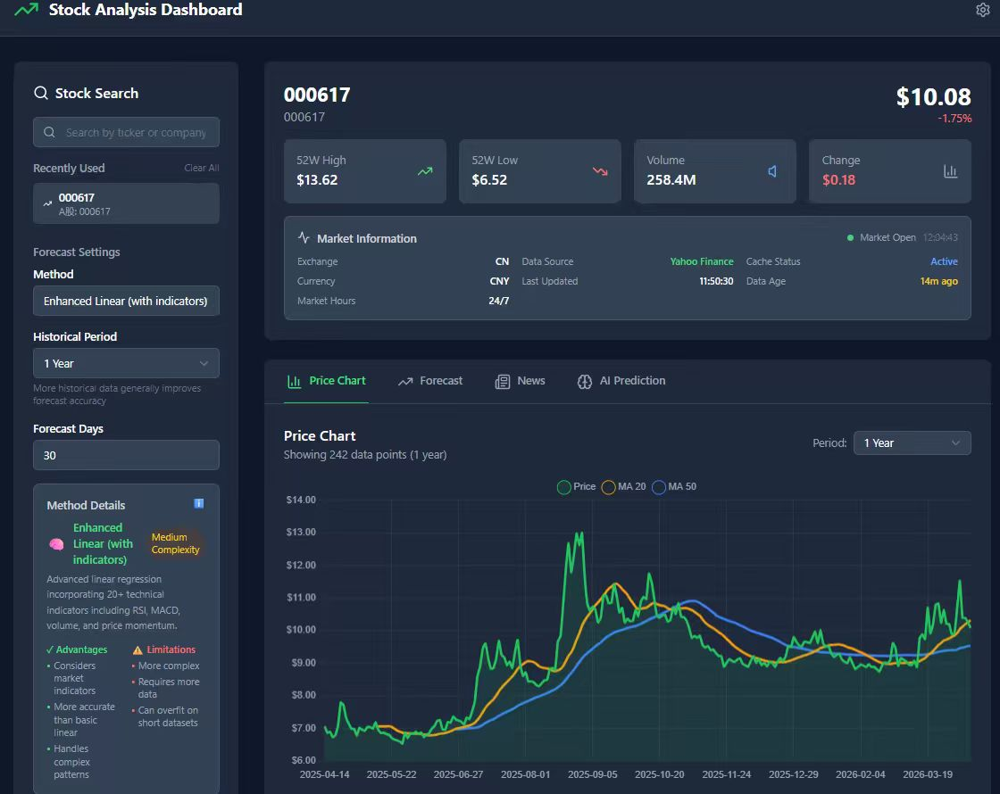 Stock Analysis Dashboard
Stock Search
Search by ticker or company
Recently Used
Clear All
000617
A股: 000617
Forecast Settings
Method
Enhanced Linear (with indicators)
Historical Period
1 Year
More historical data generally improves
forecast accuracy
Forecast Days
30
Method Details
i
Enhanced
Linear (with
indicators)
Medium
Complexity
Advanced linear regression
incorporating 20+ technical
indicators including RSI, MACD,
volume, and price momentum.
✓ Advantages
• Considers
market
indicators
• More accurate
than basic
linear
• Handles
complex
patterns
⚠ Limitations
• More complex
• Requires more
data
• Can overfit on
short datasets
000617
000617
$10.08
-1.75%
52W High
$13.62
52W Low
$6.52
Volume
258.4M
Change
$0.18
Market Information
Market Open 12:04:43
Exchange CN Data Source Yahoo Finance Cache Status Active
Currency CNY Last Updated 11:50:30 Data Age 14m ago
Market Hours 24/7
Price Chart Forecast News AI Prediction
Price Chart
Showing 242 data points (1 year)
Period: 1 Year
Price MA 20 MA 50
$14.00
$13.00
$12.00
$11.00
$10.00
$9.00
$8.00
$7.00
$6.00
2025-04-14 2025-05-22 2025-06-27 2025-08-01 2025-09-05 2025-10-20 2025-11-24 2025-12-29 2026-02-04 2026-03-19